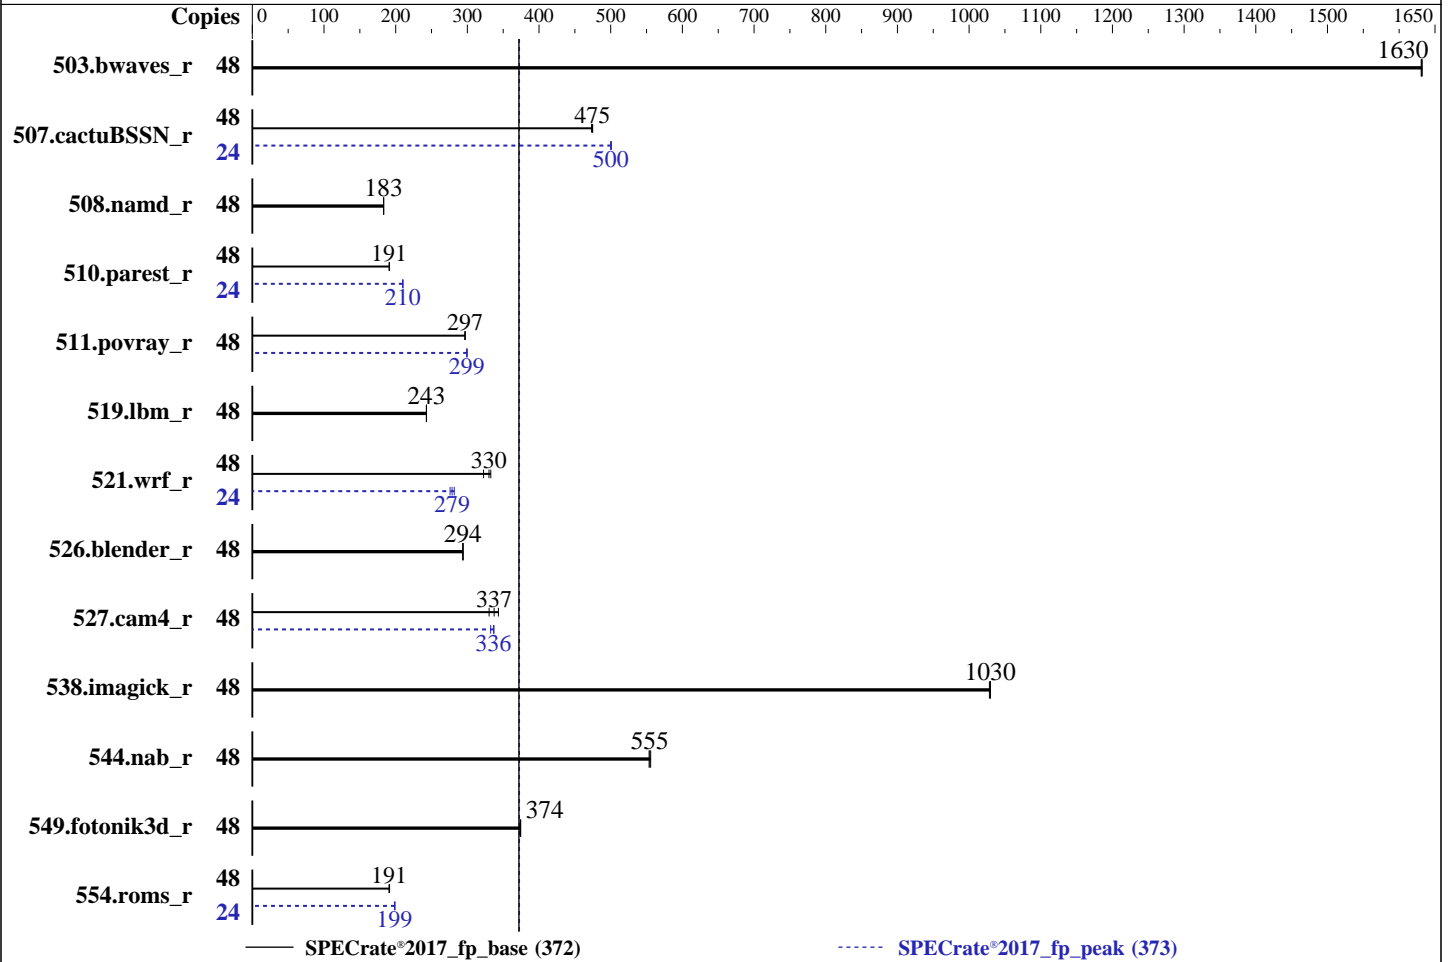 Copies 0 100 200 300 400 500 600 700 800 900 1000 1100 1200 1300 1400 1500 1650
503.bwaves_r 48 1630
507.cactuBSSN_r 48 475
24 500
508.namd_r 48 183
510.parest_r 48 191
24 210
511.povray_r 48 297
299
519.lbm_r 48 243
521.wrf_r 48 330
24 279
526.blender_r 48 294
527.cam4_r 48 337
336
538.imagick_r 48 1030
544.nab_r 48 555
549.fotonik3d_r 48 374
554.roms_r 48 191
24 199
SPECrate®2017_fp_base (372) SPECrate®2017_fp_peak (373)